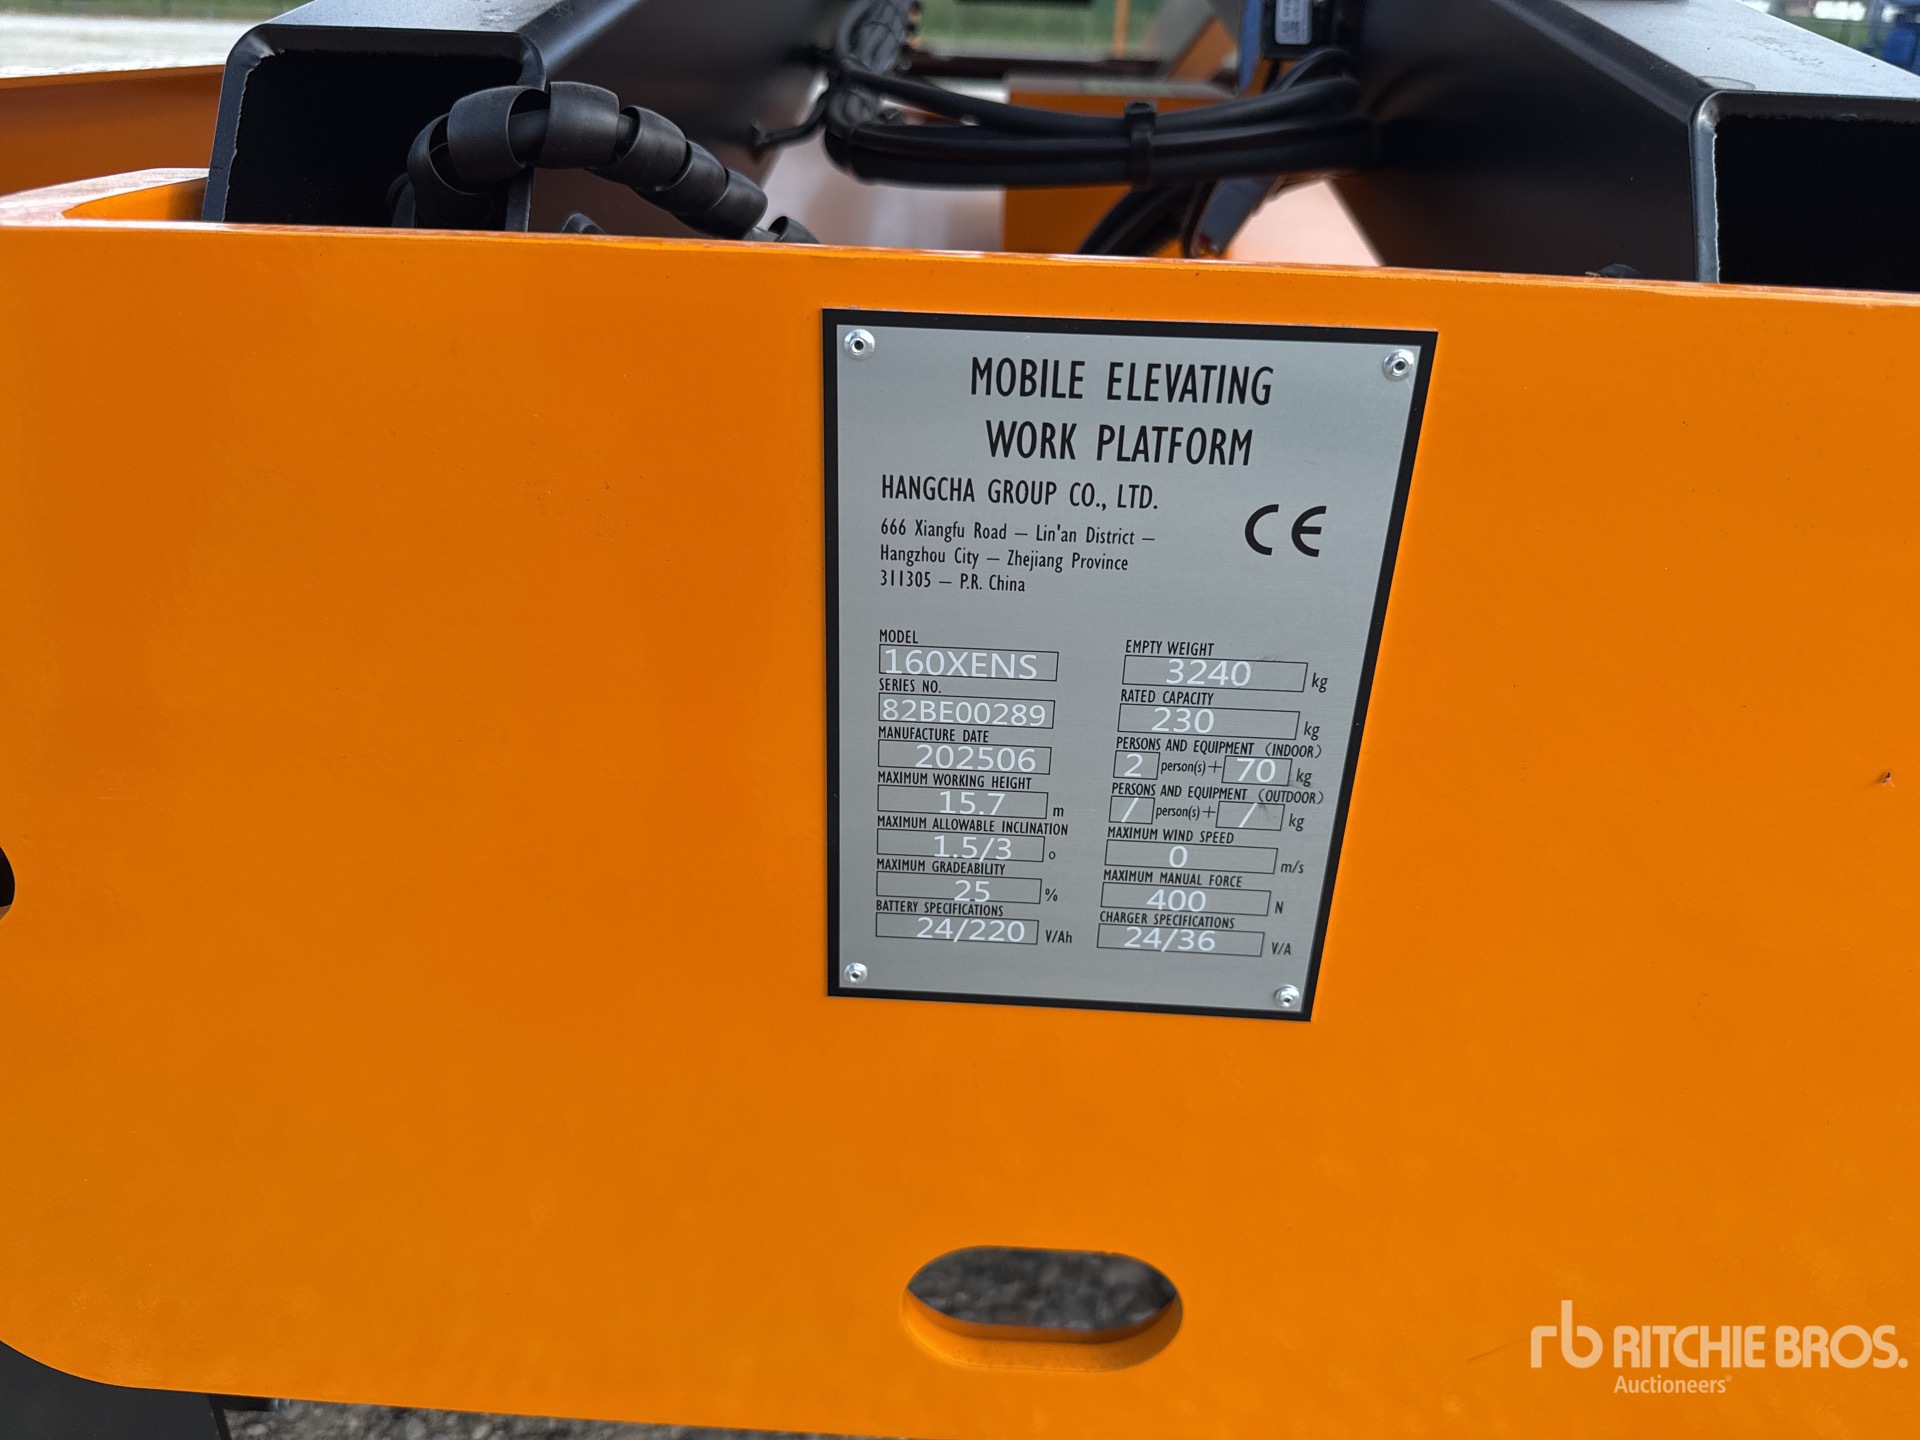 MOBILE ELEVATING
WORK PLATFORM
HANGCHA GROUP CO., LTD.
666 Xiangfu Road – Lin'an District –
Hangzhou City – Zhejiang Province
311305 – P.R. China
CE
MODEL
160XENS
SERIES NO.
82BE00289
MANUFACTURE DATE
202506
MAXIMUM WORKING HEIGHT
15.7 m
MAXIMUM ALLOWABLE INCLINATION
1.5/3 °
MAXIMUM GRADEABILITY
25 %
BATTERY SPECIFICATIONS
24/220 V/Ah
EMPTY WEIGHT
3240 kg
RATED CAPACITY
230 kg
PERSONS AND EQUIPMENT (INDOOR)
2 person(s)+ 70 kg
PERSONS AND EQUIPMENT (OUTDOOR)
/ person(s)+ / kg
MAXIMUM WIND SPEED
0 m/s
MAXIMUM MANUAL FORCE
400 N
CHARGER SPECIFICATIONS
24/36 V/A
rb RITCHIE BROS.
Auctioneers®